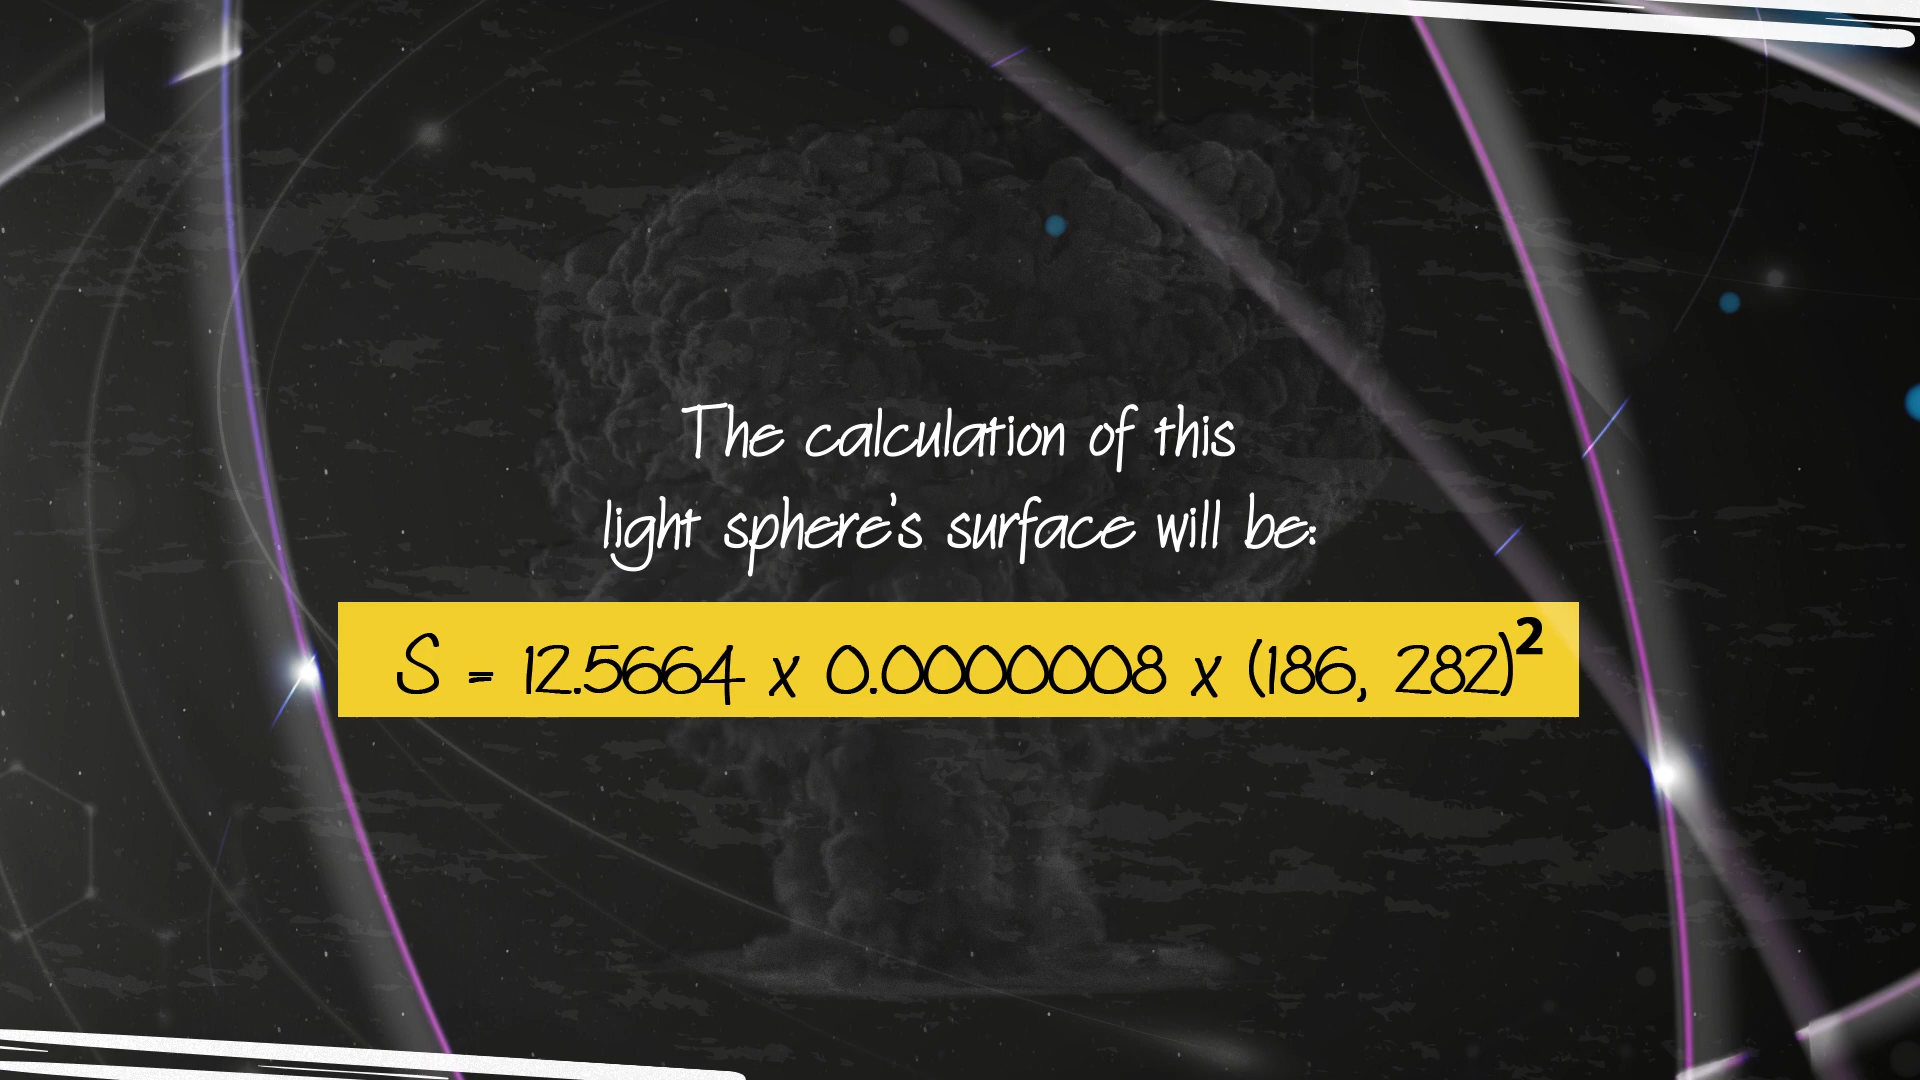 The calculation of this
light sphere's surface will be:
S = 12.5664 x 0.0000008 x (186, 282)²